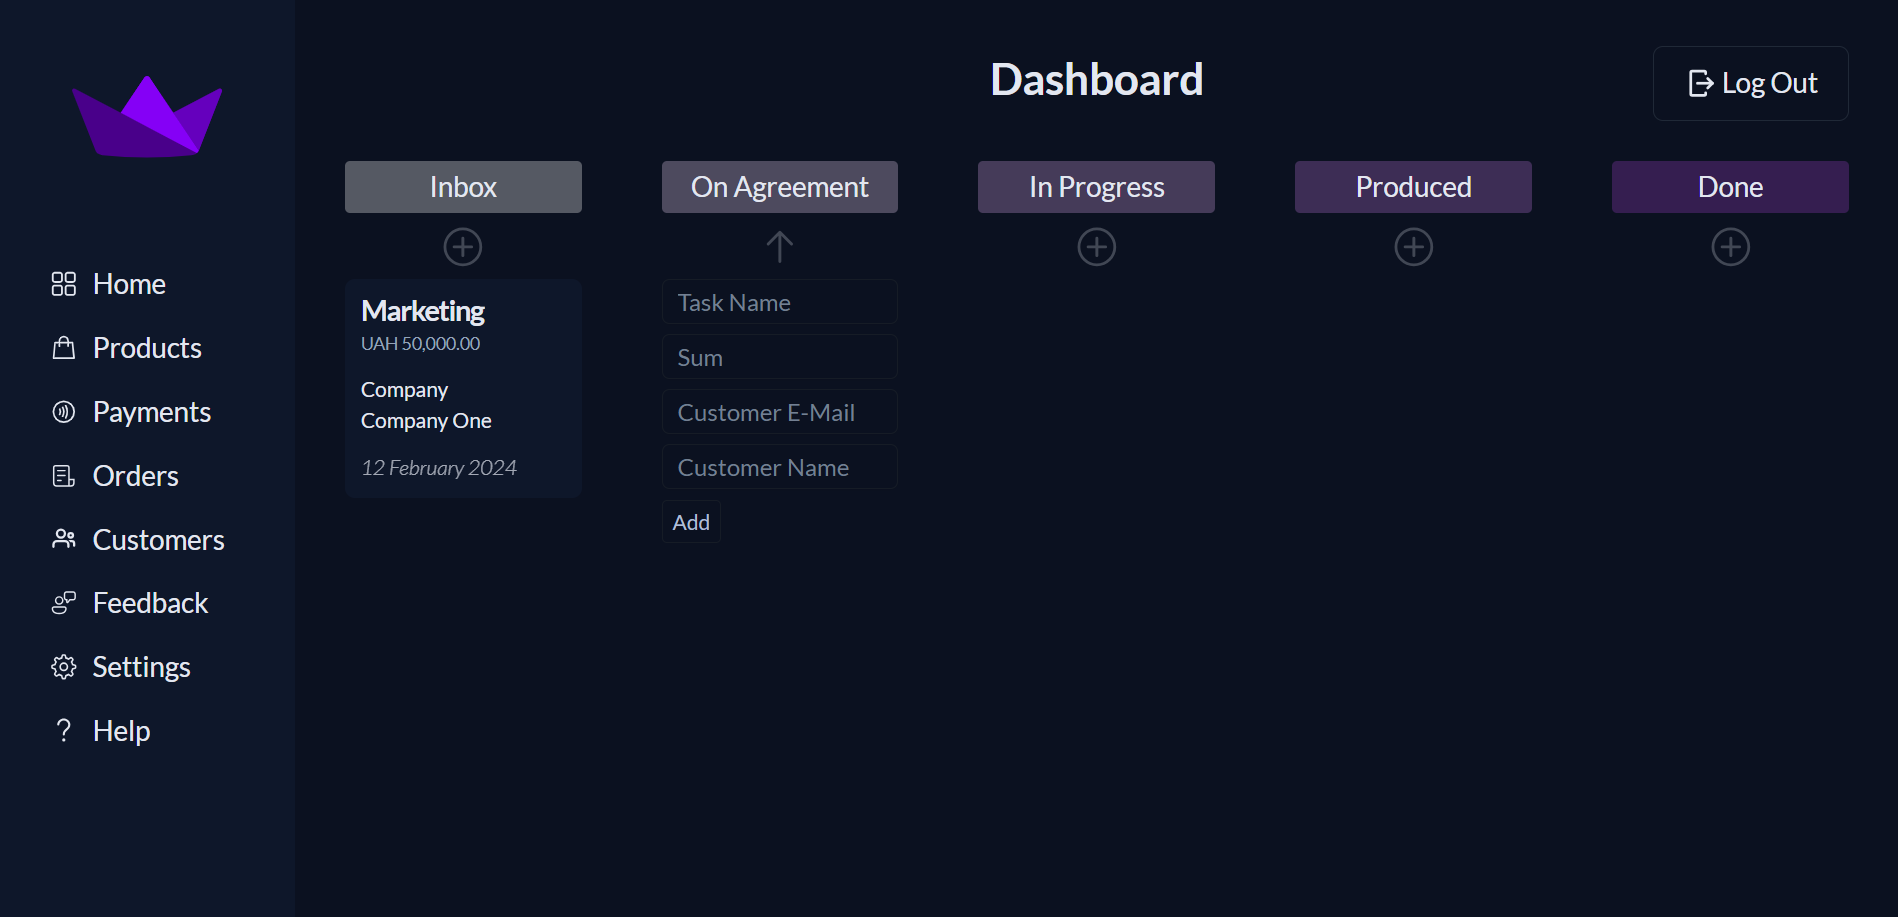 Home
Products
Payments
Orders
Customers
Feedback
Settings
Help
Dashboard
Log Out
Inbox
Marketing
UAH 50,000.00
Company
Company One
12 February 2024
On Agreement
Task Name
Sum
Customer E-Mail
Customer Name
Add
In Progress
Produced
Done